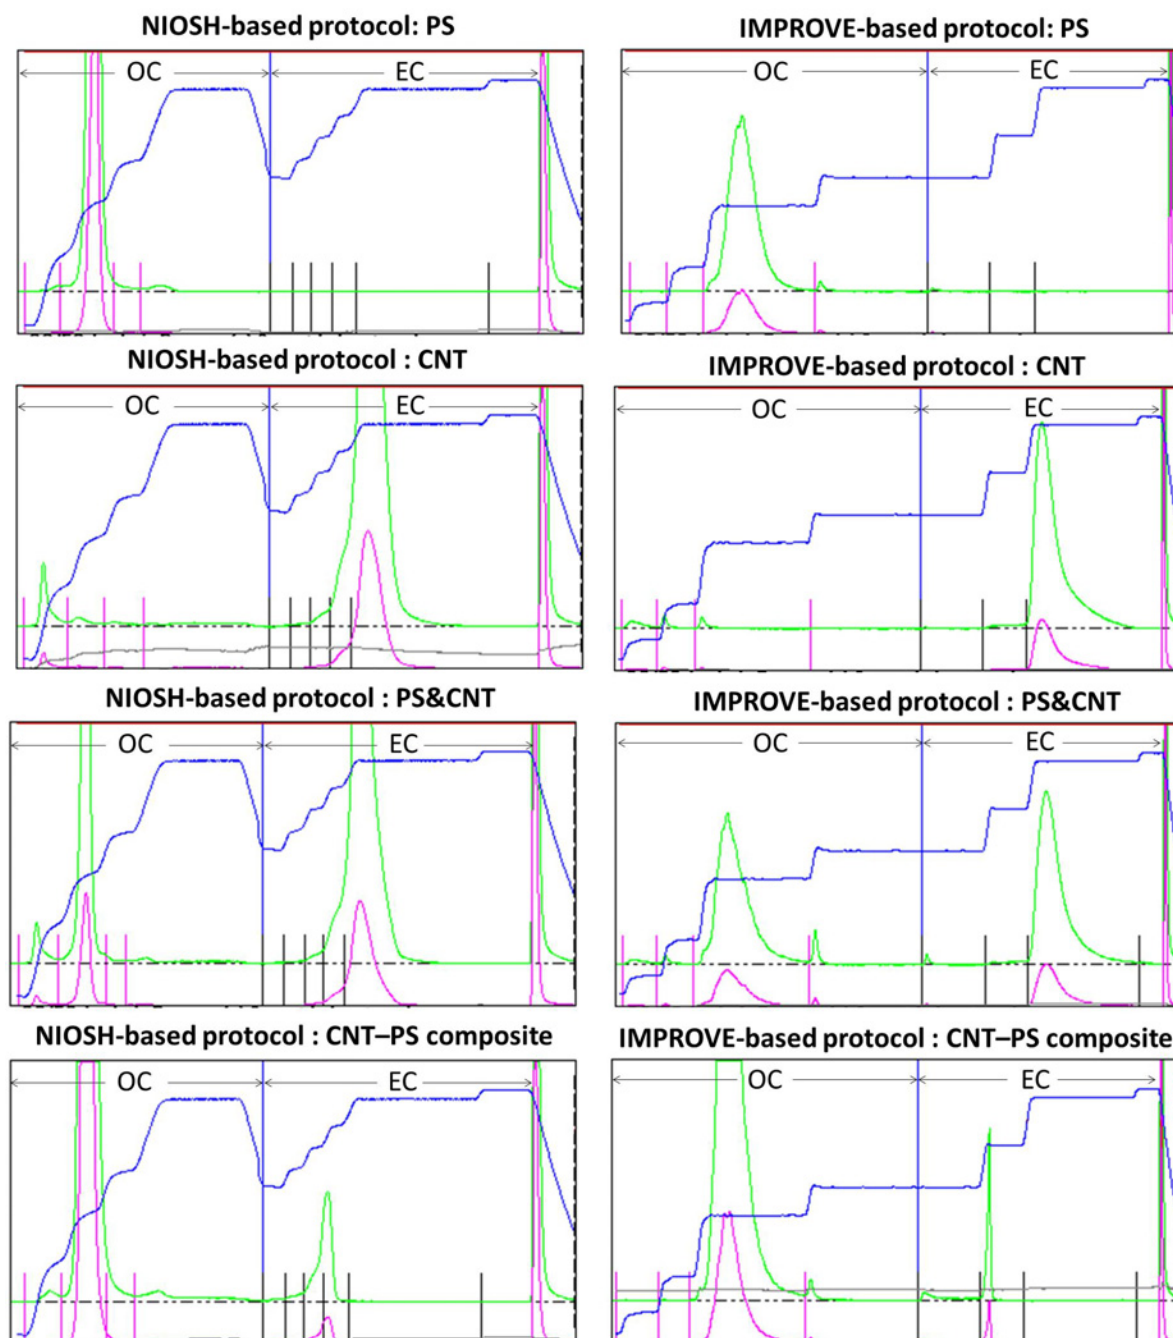 NIOSH-based protocol: PS
OC
EC
IMPROVE-based protocol: PS
OC
EC
NIOSH-based protocol : CNT
OC
EC
IMPROVE-based protocol : CNT
OC
EC
NIOSH-based protocol : PS&CNT
OC
EC
IMPROVE-based protocol : PS&CNT
OC
EC
NIOSH-based protocol : CNT–PS composite
OC
EC
IMPROVE-based protocol : CNT–PS composite
OC
EC